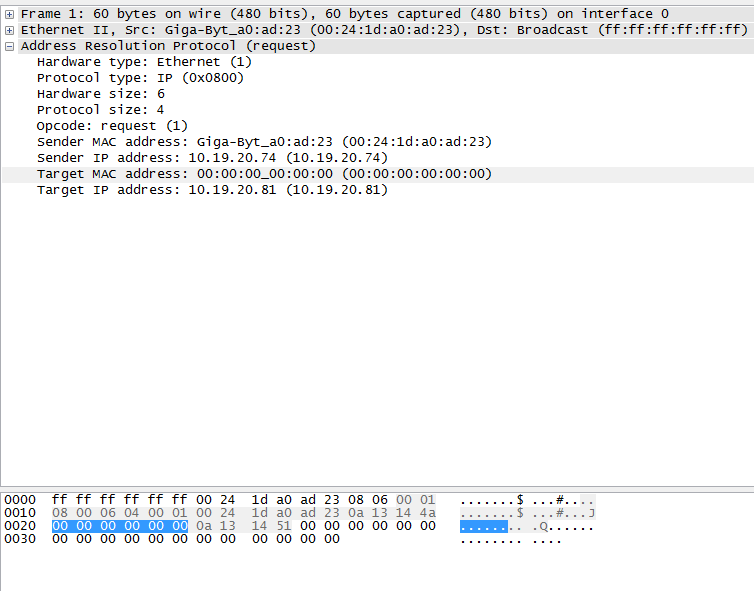 Frame 1: 60 bytes on wire (480 bits), 60 bytes captured (480 bits) on interface 0
Ethernet II, Src: Giga-Byt_a0:ad:23 (00:24:1d:a0:ad:23), Dst: Broadcast (ff:ff:ff:ff:ff:ff)
Address Resolution Protocol (request)
Hardware type: Ethernet (1)
Protocol type: IP (0x0800)
Hardware size: 6
Protocol size: 4
Opcode: request (1)
Sender MAC address: Giga-Byt_a0:ad:23 (00:24:1d:a0:ad:23)
Sender IP address: 10.19.20.74 (10.19.20.74)
Target MAC address: 00:00:00_00:00:00 (00:00:00:00:00:00)
Target IP address: 10.19.20.81 (10.19.20.81)
0000 ff ff ff ff ff ff 00 24 1d a0 ad 23 08 06 00 01 .......$ ...#....
0010 08 00 06 04 00 01 00 24 1d a0 ad 23 0a 13 14 4a .......$ ...#...J
0020 00 00 00 00 00 00 0a 13 14 51 00 00 00 00 00 00 ........ .Q......
0030 00 00 00 00 00 00 00 00 00 00 00 00 ........ ....